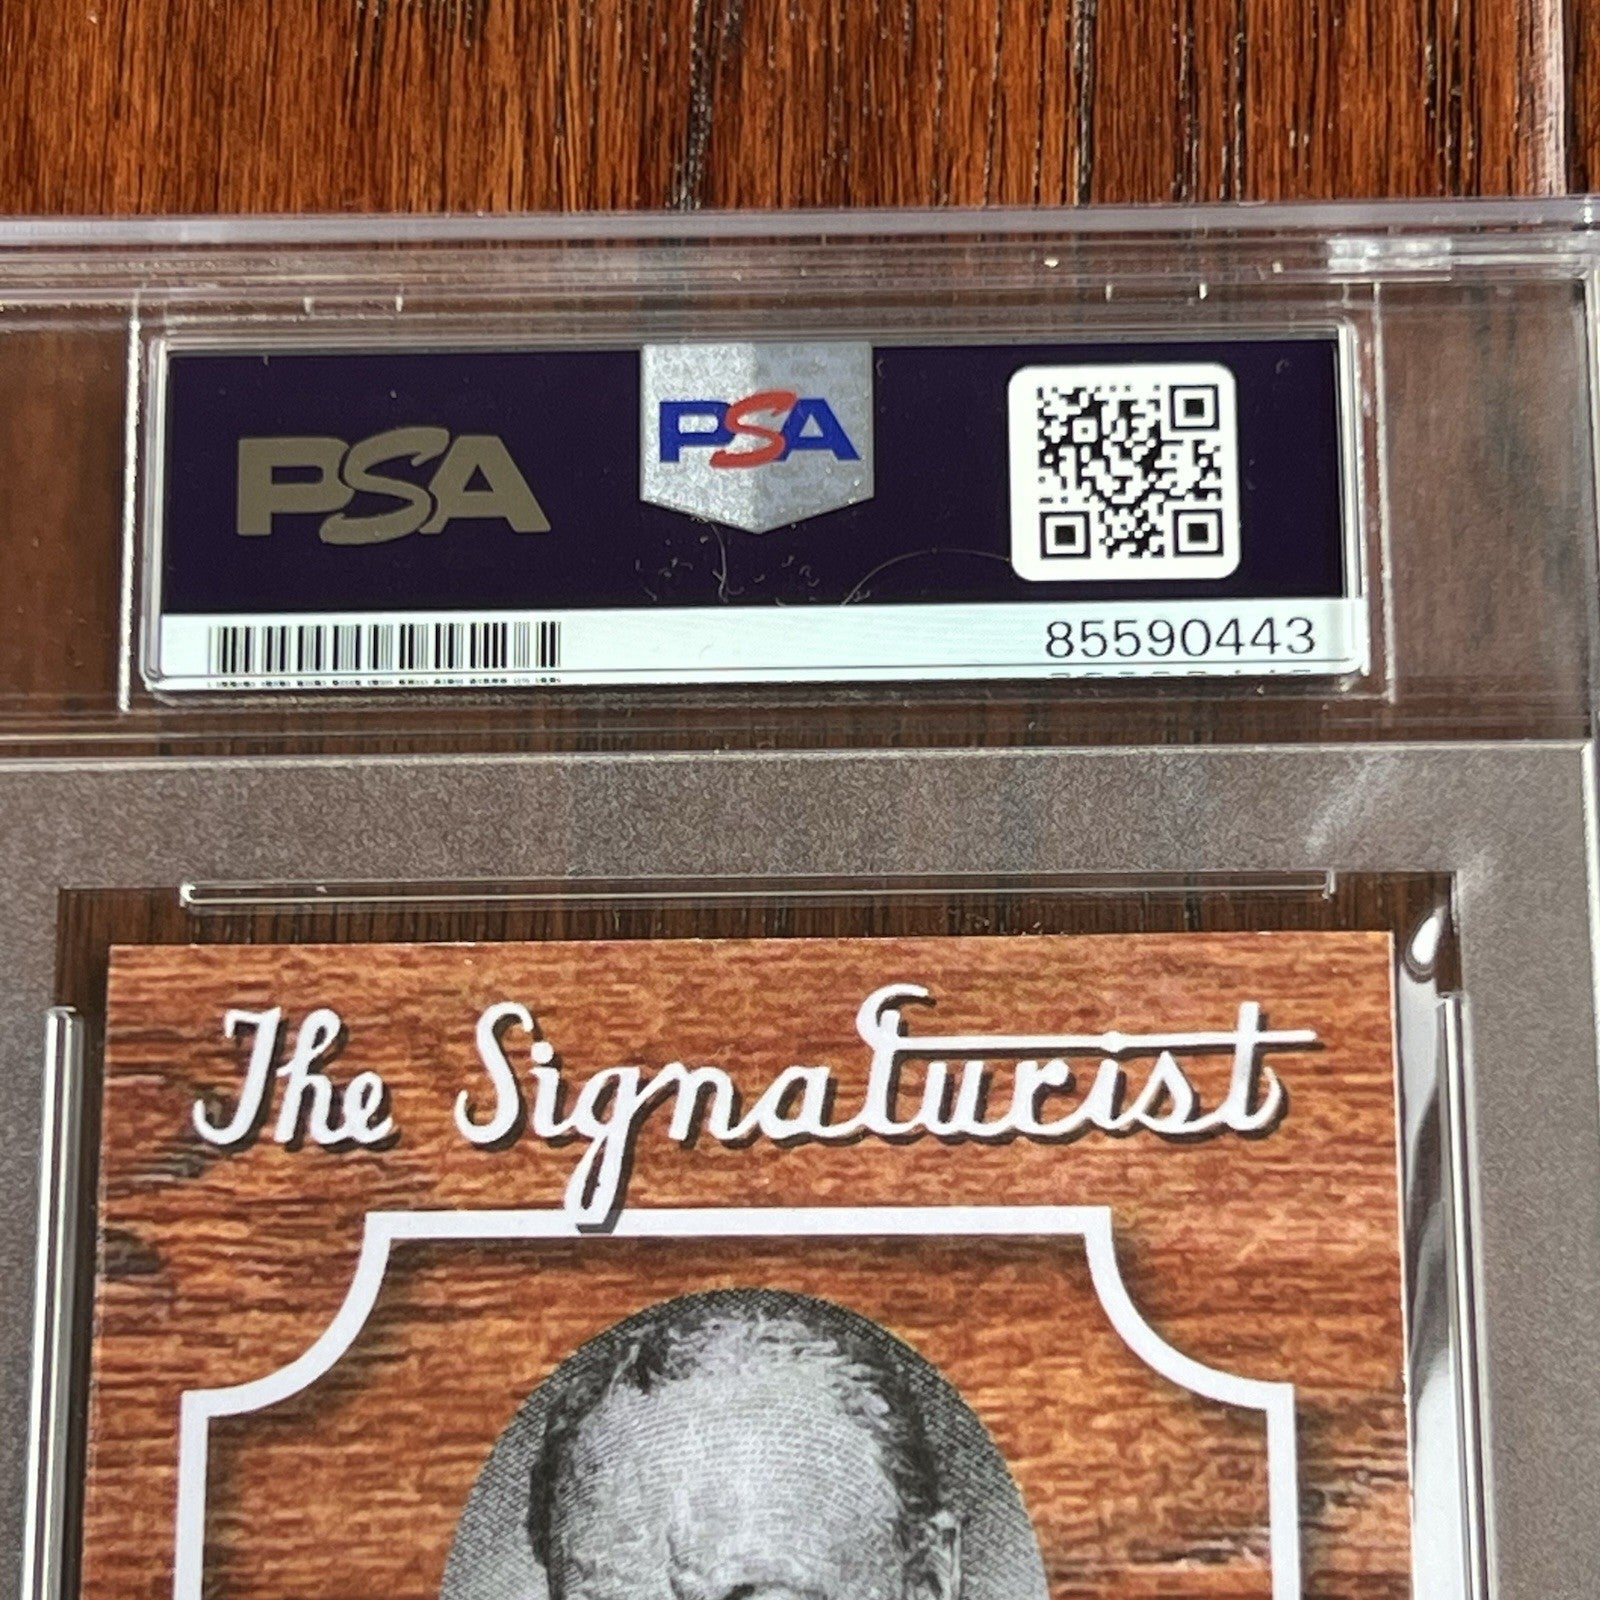 PSA
PSA
85590443
The Signaturist